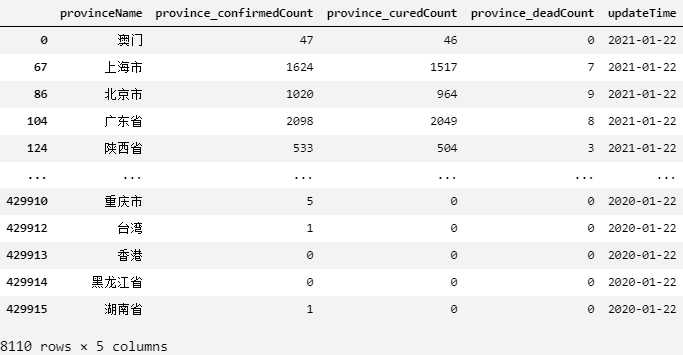 provinceName province_confirmedCount province_curedCount province_deadCount updateTime
0 澳门 47 46 0 2021-01-22
67 上海市 1624 1517 7 2021-01-22
86 北京市 1020 964 9 2021-01-22
104 广东省 2098 2049 8 2021-01-22
124 陕西省 533 504 3 2021-01-22
... ... ... ... ... ...
429910 重庆市 5 0 0 2020-01-22
429912 台湾 1 0 0 2020-01-22
429913 香港 0 0 0 2020-01-22
429914 黑龙江省 0 0 0 2020-01-22
429915 湖南省 1 0 0 2020-01-22
8110 rows × 5 columns